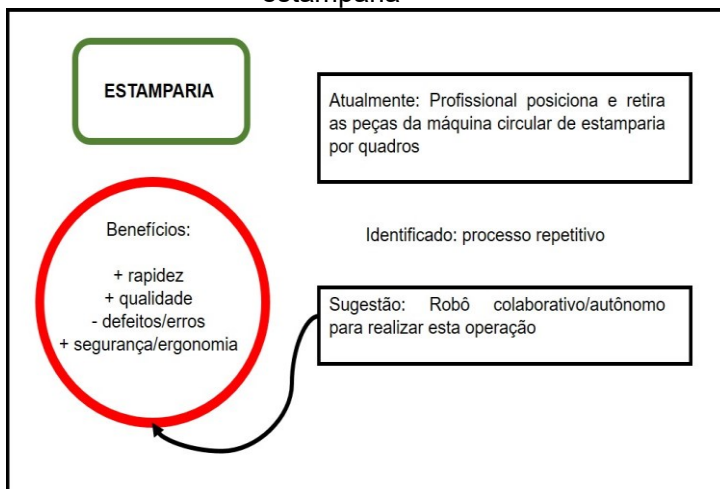 estamparia
ESTAMPARIA
Atualmente: Profissional posiciona e retira
as peças da máquina circular de estamparia
por quadros
Benefícios:
+ rapidez
+ qualidade
- defeitos/erros
+ segurança/ergonomia
Identificado: processo repetitivo
Sugestão: Robô colaborativo/autônomo
para realizar esta operação